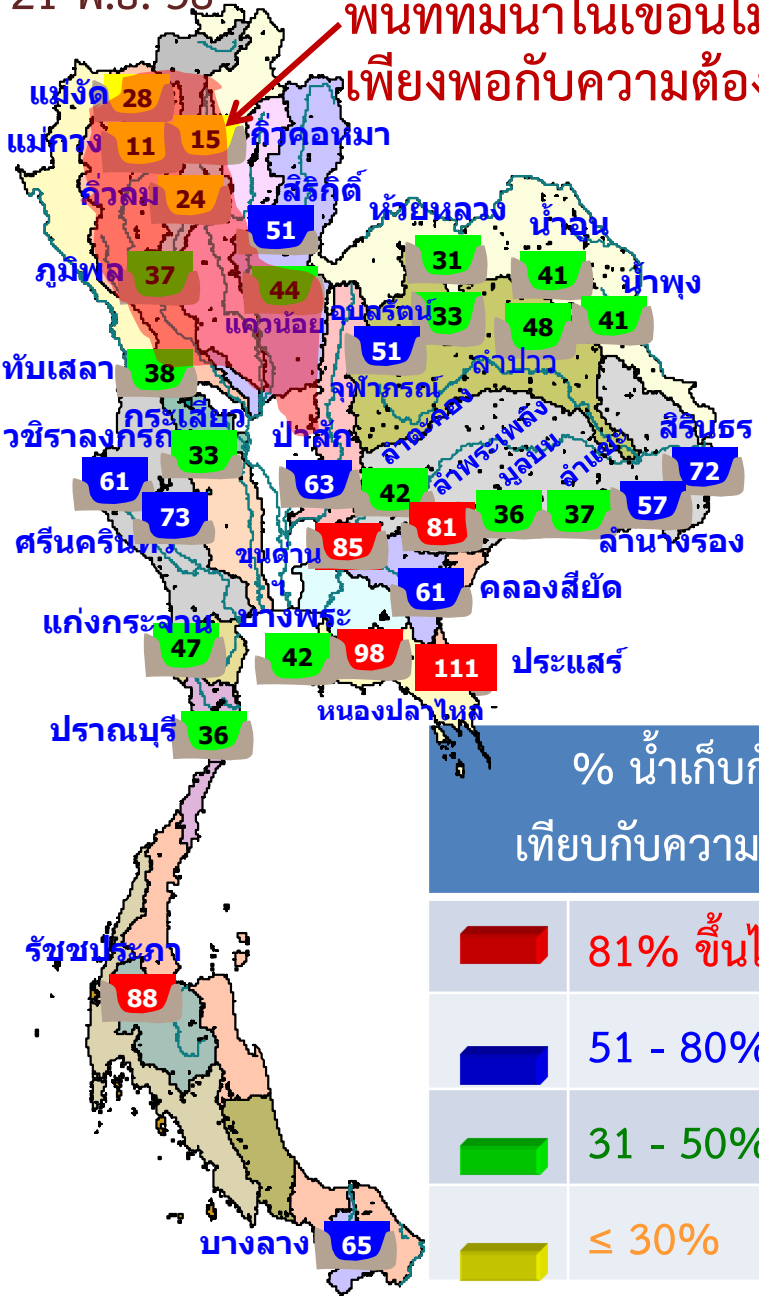 21 พ.ย. 58
พื้นที่ที่มีน้ำในเขื่อนไม่
เพียงพอกับความต้อง
แม่งัด
28
แม่กวง
11
15
กิ่วคอหมา
กิ่วลม
24
สิริกิติ์
51
ห้วยหลวง
31
น้ำอูน
41
น้ำพุง
41
ภูมิพล
37
44
แควน้อย
อุบลรัตน์
33
51
48
ลำปาว
จุฬาภรณ์
ทับเสลา
38
กระเสียว
33
ป่าสัก
63
ลำตะคอง
42
ลำพระเพลิง
81
มูลบน
36
ลำแซะ
37
สิรินธร
72
57
ลำนางรอง
วชิราลงกรณ
61
73
ศรีนครินทร์
ขุนด่าน
ฯ
85
61
คลองสียัด
แก่งกระจาน
47
บางพระ
42
98
หนองปลาไหล
111
ประแสร์
ปราณบุรี
36
% น้ำเก็บกั
เทียบกับความ
รัชชประภา
88
81% ขึ้นไ
51 - 80%
31 - 50%
≤ 30%
บางลาง
65